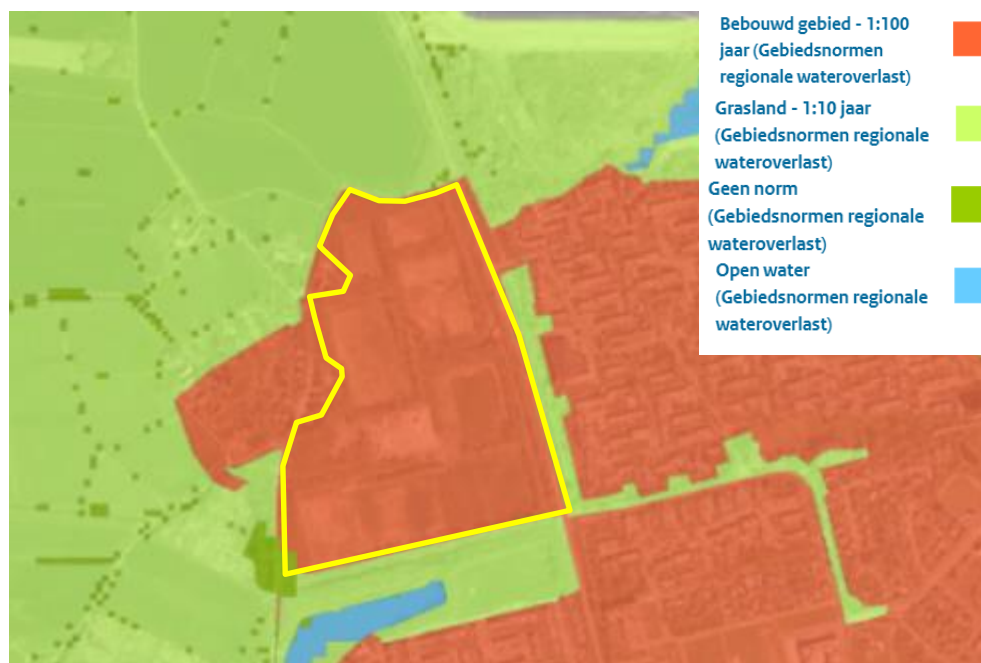 Bebouwd gebied - 1:100
jaar (Gebiedsnormen
regionale wateroverlast)
Grasland - 1:10 jaar
(Gebiedsnormen regionale
wateroverlast)
Geen norm
(Gebiedsnormen regionale
wateroverlast)
Open water
(Gebiedsnormen regionale
wateroverlast)